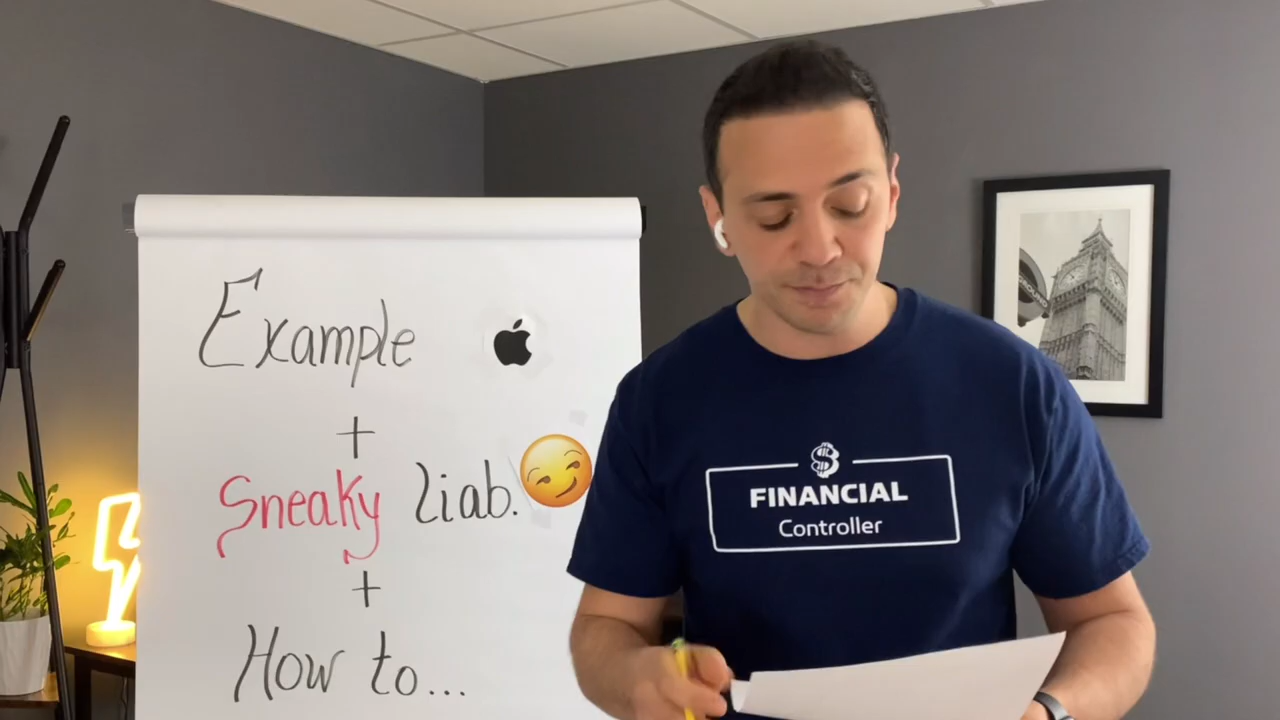 Example
+
Sneaky Liab.
+
How to...
FINANCIAL
Controller